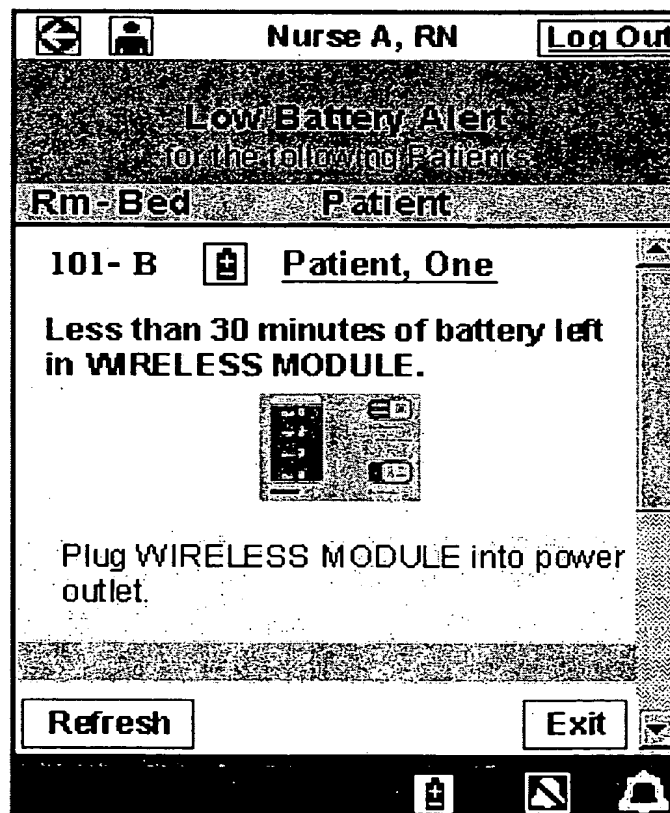 Nurse A, RN Log Out
Low Battery Alert
for the following Patients
Rm-Bed Patient
101- B Patient, One
Less than 30 minutes of battery left
in WIRELESS MODULE.
Plug WIRELESS MODULE into power
outlet.
Refresh Exit